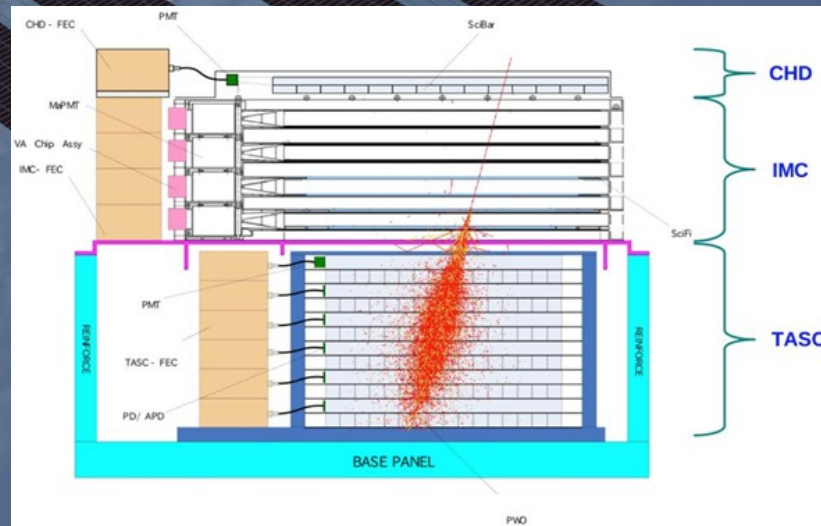 PMT
CHD - FEC
SciBar
CHD
MaPMT
VA Chip Assy
IMC- FEC
IMC
SciFi
PMT
REINFORCE
REINFORCE
TASC
TASC - FEC
PD/ APD
BASE PANEL
PWO